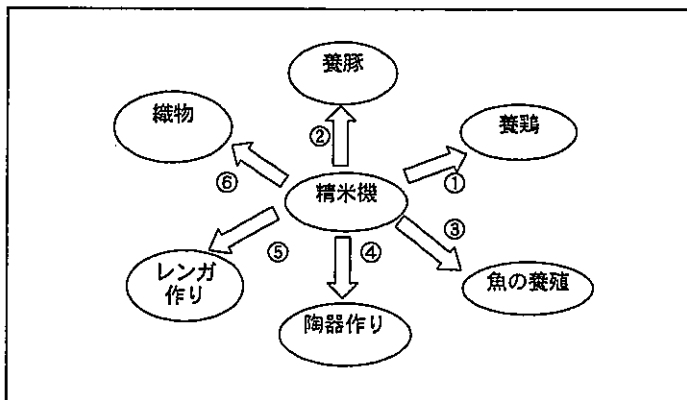 養豚
織物
養鶏
②
⑥
①
精米機
③
⑤
④
レンガ
作り
魚の養殖
陶器作り